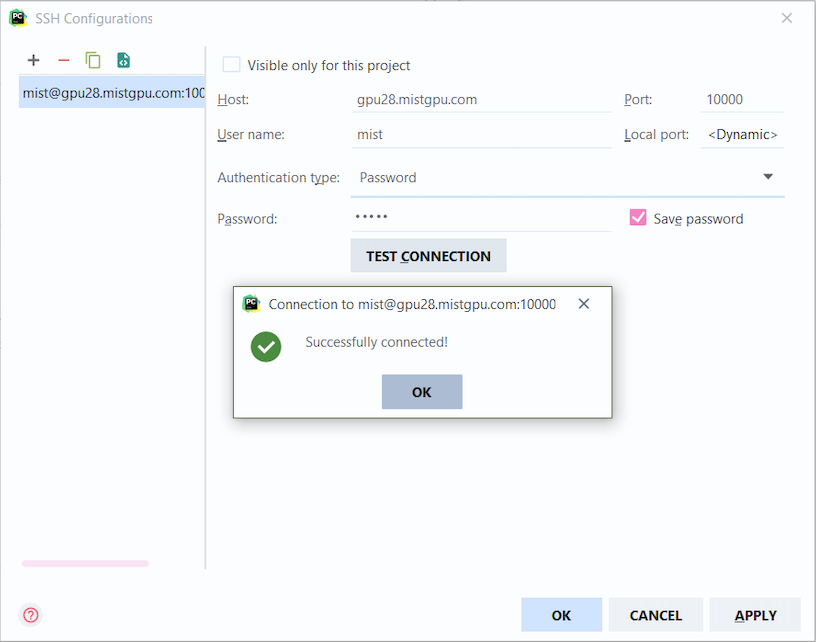 SSH Configurations
mist@gpu28.mistgpu.com:100
Visible only for this project
Host: gpu28.mistgpu.com Port: 10000
User name: mist Local port: <Dynamic>
Authentication type: Password
Password: ••••• Save password
TEST CONNECTION
Connection to mist@gpu28.mistgpu.com:10000
Successfully connected!
OK
OK CANCEL APPLY